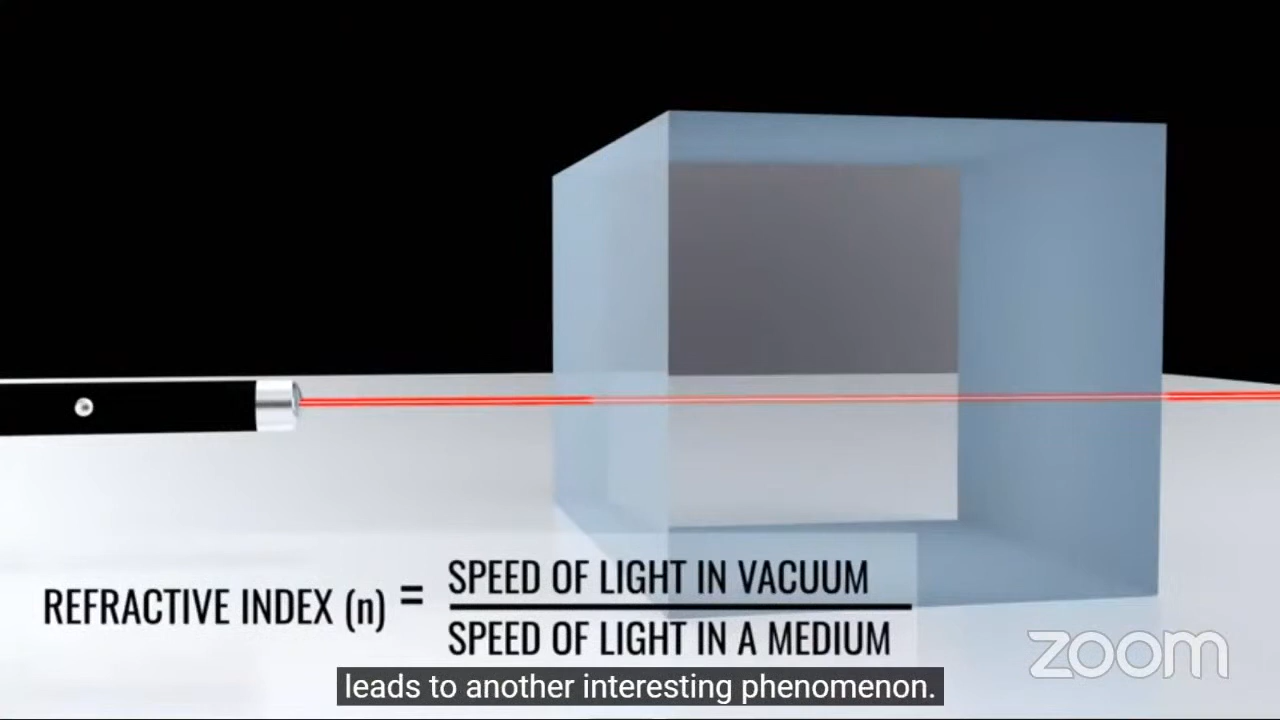 REFRACTIVE INDEX (n) = SPEED OF LIGHT IN VACUUM
SPEED OF LIGHT IN A MEDIUM
zoom
leads to another interesting phenomenon.